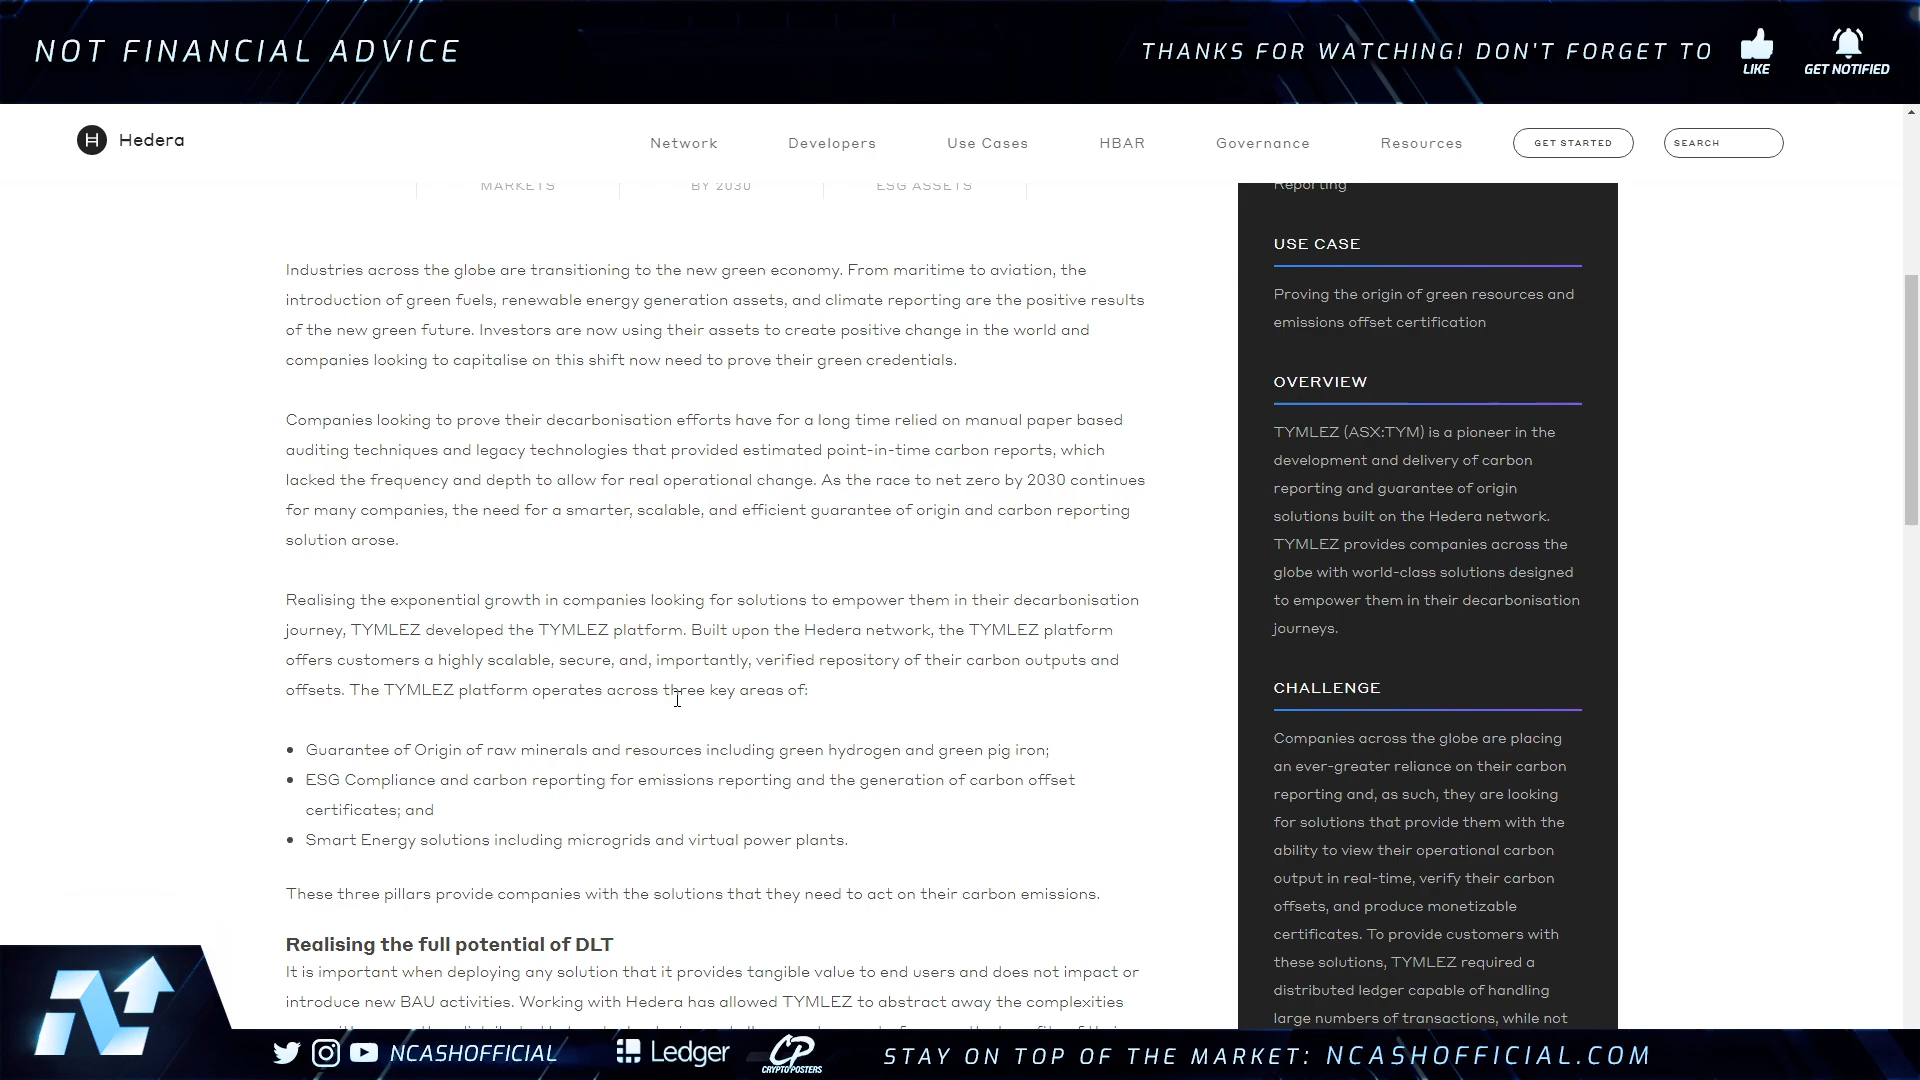 NOT FINANCIAL ADVICE
THANKS FOR WATCHING! DON'T FORGET TO
LIKE
GET NOTIFIED
H Hedera
Network
Developers
Use Cases
HBAR
Governance
Resources
GET STARTED
SEARCH
MARKETS
BY 2030
ESG ASSETS
Industries across the globe are transitioning to the new green economy. From maritime to aviation, the
introduction of green fuels, renewable energy generation assets, and climate reporting are the positive results
of the new green future. Investors are now using their assets to create positive change in the world and
companies looking to capitalise on this shift now need to prove their green credentials.
Companies looking to prove their decarbonisation efforts have for a long time relied on manual paper based
auditing techniques and legacy technologies that provided estimated point-in-time carbon reports, which
lacked the frequency and depth to allow for real operational change. As the race to net zero by 2030 continues
for many companies, the need for a smarter, scalable, and efficient guarantee of origin and carbon reporting
solution arose.
Realising the exponential growth in companies looking for solutions to empower them in their decarbonisation
journey, TYMLEZ developed the TYMLEZ platform. Built upon the Hedera network, the TYMLEZ platform
offers customers a highly scalable, secure, and, importantly, verified repository of their carbon outputs and
offsets. The TYMLEZ platform operates across three key areas of:
• Guarantee of Origin of raw minerals and resources including green hydrogen and green pig iron;
• ESG Compliance and carbon reporting for emissions reporting and the generation of carbon offset
certificates; and
• Smart Energy solutions including microgrids and virtual power plants.
These three pillars provide companies with the solutions that they need to act on their carbon emissions.
Realising the full potential of DLT
It is important when deploying any solution that it provides tangible value to end users and does not impact or
introduce new BAU activities. Working with Hedera has allowed TYMLEZ to abstract away the complexities
Reporting
USE CASE
Proving the origin of green resources and
emissions offset certification
OVERVIEW
TYMLEZ (ASX:TYM) is a pioneer in the
development and delivery of carbon
reporting and guarantee of origin
solutions built on the Hedera network.
TYMLEZ provides companies across the
globe with world-class solutions designed
to empower them in their decarbonisation
journeys.
CHALLENGE
Companies across the globe are placing
an ever-greater reliance on their carbon
reporting and, as such, they are looking
for solutions that provide them with the
ability to view their operational carbon
output in real-time, verify their carbon
offsets, and produce monetizable
certificates. To provide customers with
these solutions, TYMLEZ required a
distributed ledger capable of handling
large numbers of transactions, while not
NCASHOFFICIAL
Ledger
CP
CRYPTOPOSTERS
STAY ON TOP OF THE MARKET: NCASHOFFICIAL.COM